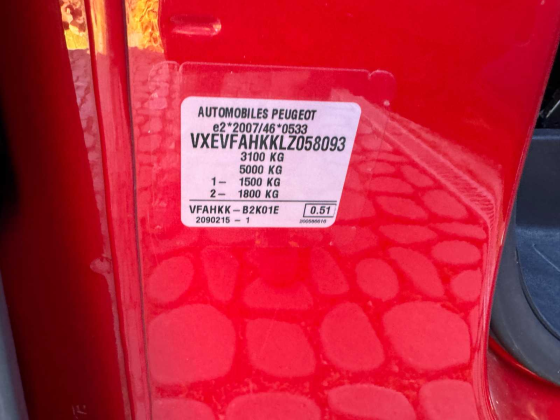 AUTOMOBILES PEUGEOT
e2*2007/46*0533
VXEVFAHKKLZ058093
3100 KG
5000 KG
1- 1500 KG
2- 1800 KG
VFAHKK-B2K01E 0.51
2090215 - 1